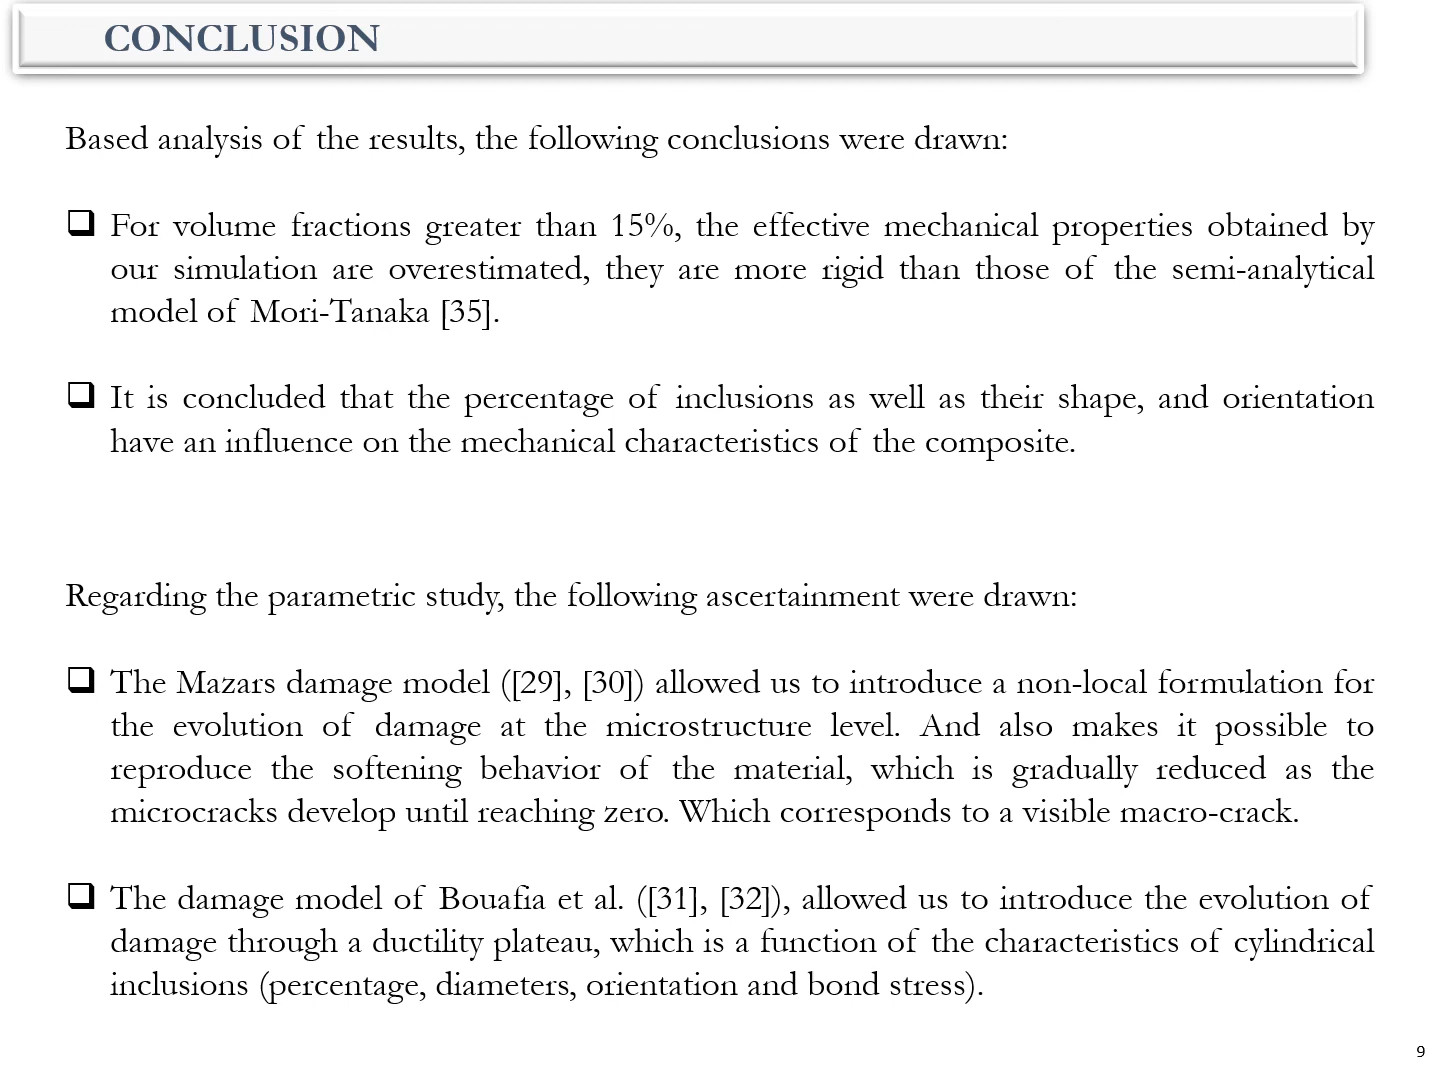 CONCLUSION
Based analysis of the results, the following conclusions were drawn:
❑ For volume fractions greater than 15%, the effective mechanical properties obtained by
our simulation are overestimated, they are more rigid than those of the semi-analytical
model of Mori-Tanaka [35].
❑ It is concluded that the percentage of inclusions as well as their shape, and orientation
have an influence on the mechanical characteristics of the composite.
Regarding the parametric study, the following ascertainment were drawn:
❑ The Mazars damage model ([29], [30]) allowed us to introduce a non-local formulation for
the evolution of damage at the microstructure level. And also makes it possible to
reproduce the softening behavior of the material, which is gradually reduced as the
microcracks develop until reaching zero. Which corresponds to a visible macro-crack.
❑ The damage model of Bouafia et al. ([31], [32]), allowed us to introduce the evolution of
damage through a ductility plateau, which is a function of the characteristics of cylindrical
inclusions (percentage, diameters, orientation and bond stress).
9